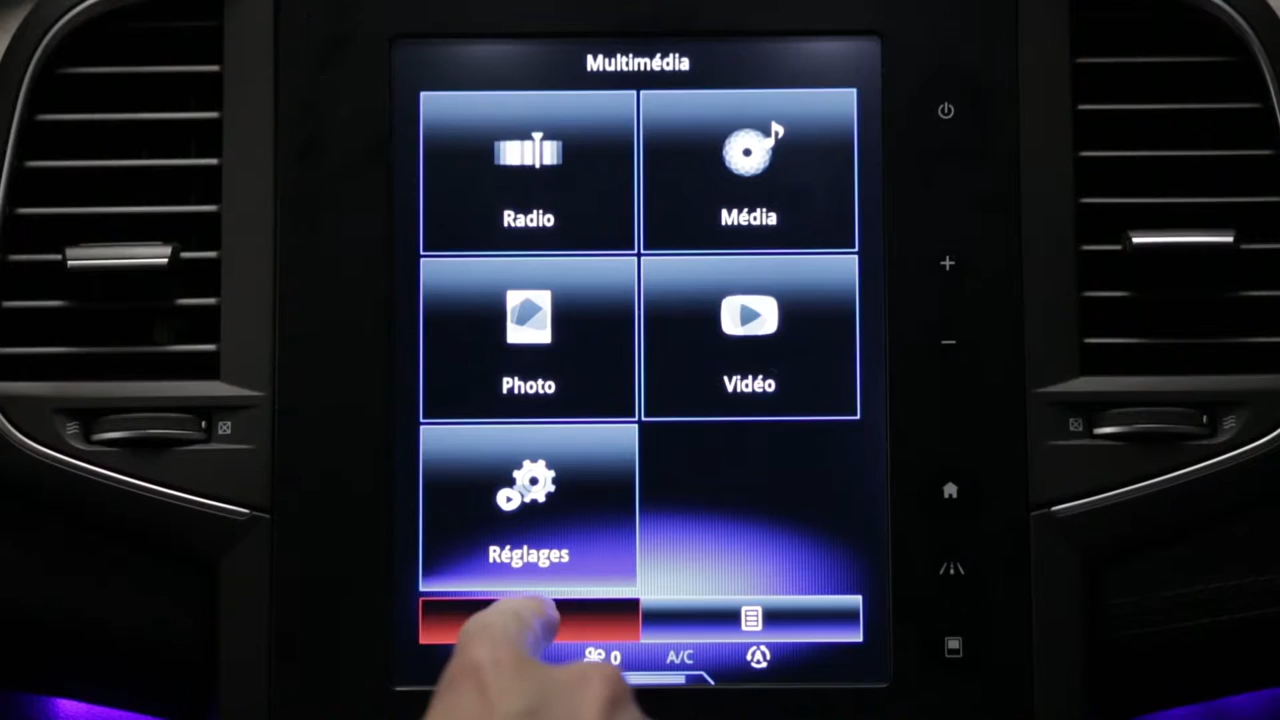 Multimédia
Radio
Média
Photo
Vidéo
Réglages
0
A/C
A
+
−